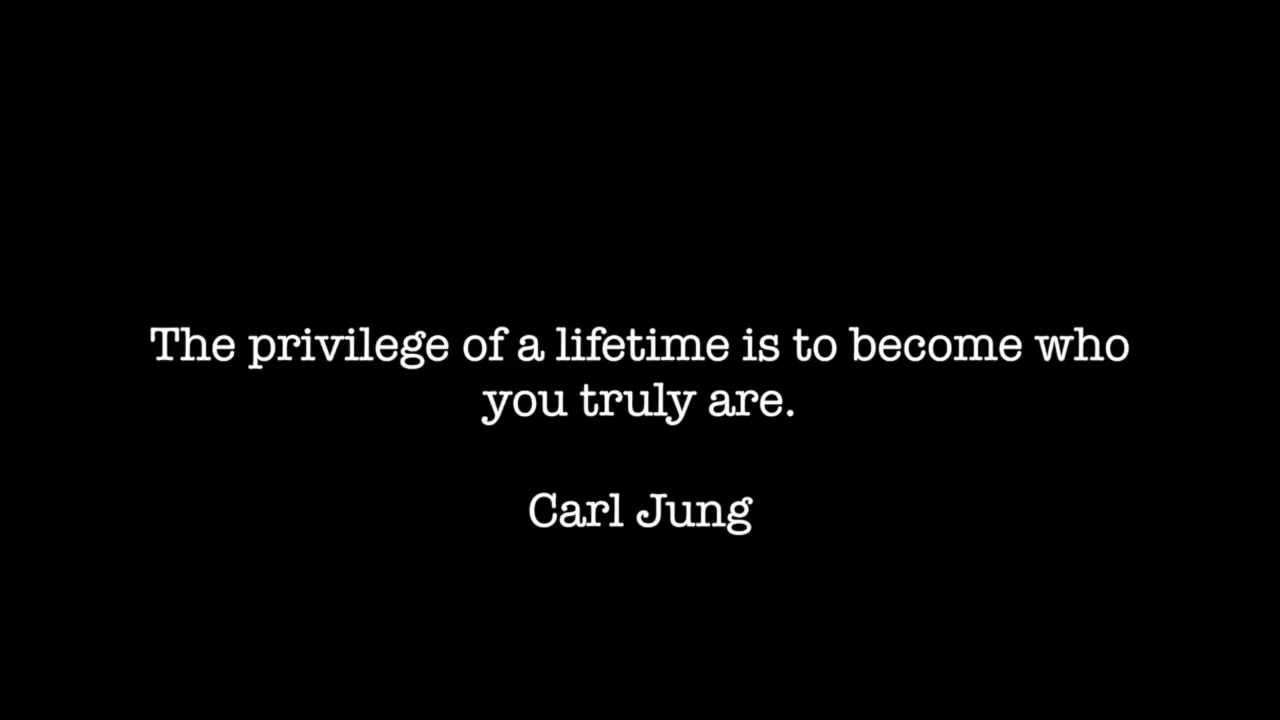 The privilege of a lifetime is to become who
you truly are.
Carl Jung